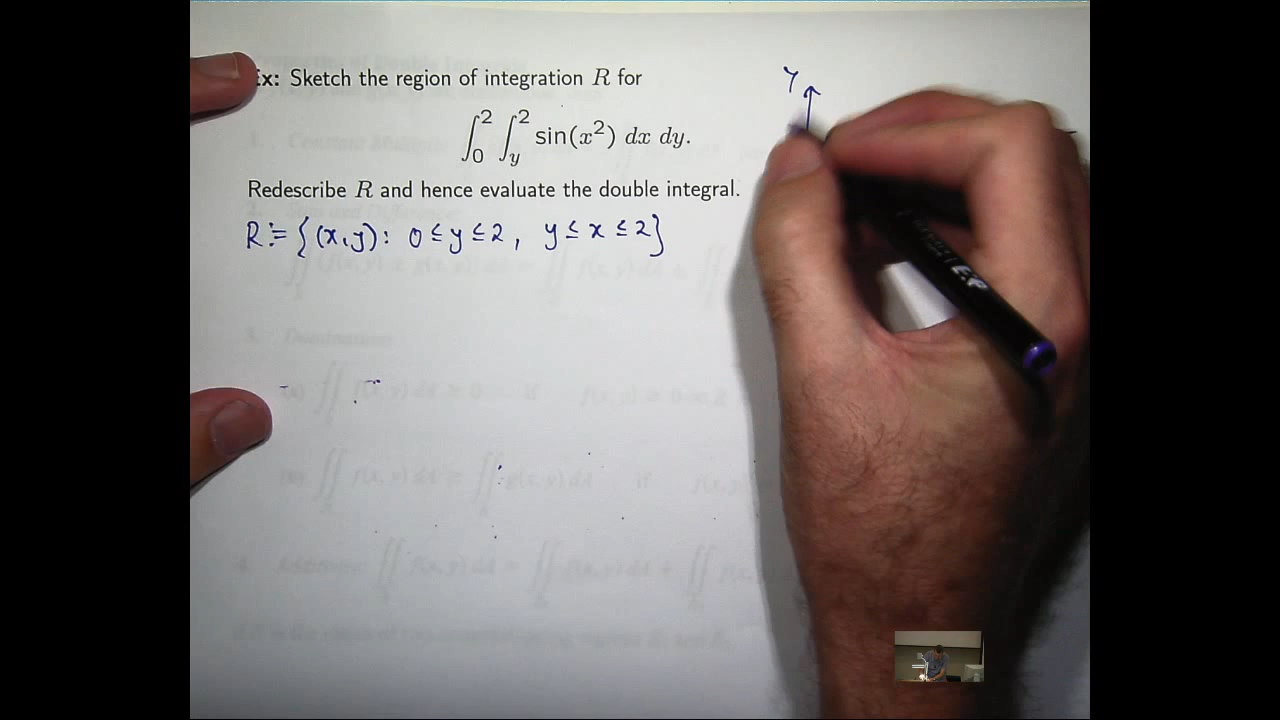 Ex: Sketch the region of integration R for
∫₀² ∫ᵧ² sin(x²) dx dy.
Redescribe R and hence evaluate the double integral.
R := {(x,y): 0 ≤ y ≤ 2, y ≤ x ≤ 2}
y